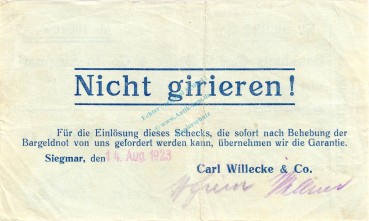 Nicht girieren!
Für die Einlösung dieses Schecks, die sofort nach Behebung der
Bargeldnot von uns gefordert werden kann, übernehmen wir die Garantie.
Siegmar, den 14. Aug. 1923
Carl Willecke & Co.